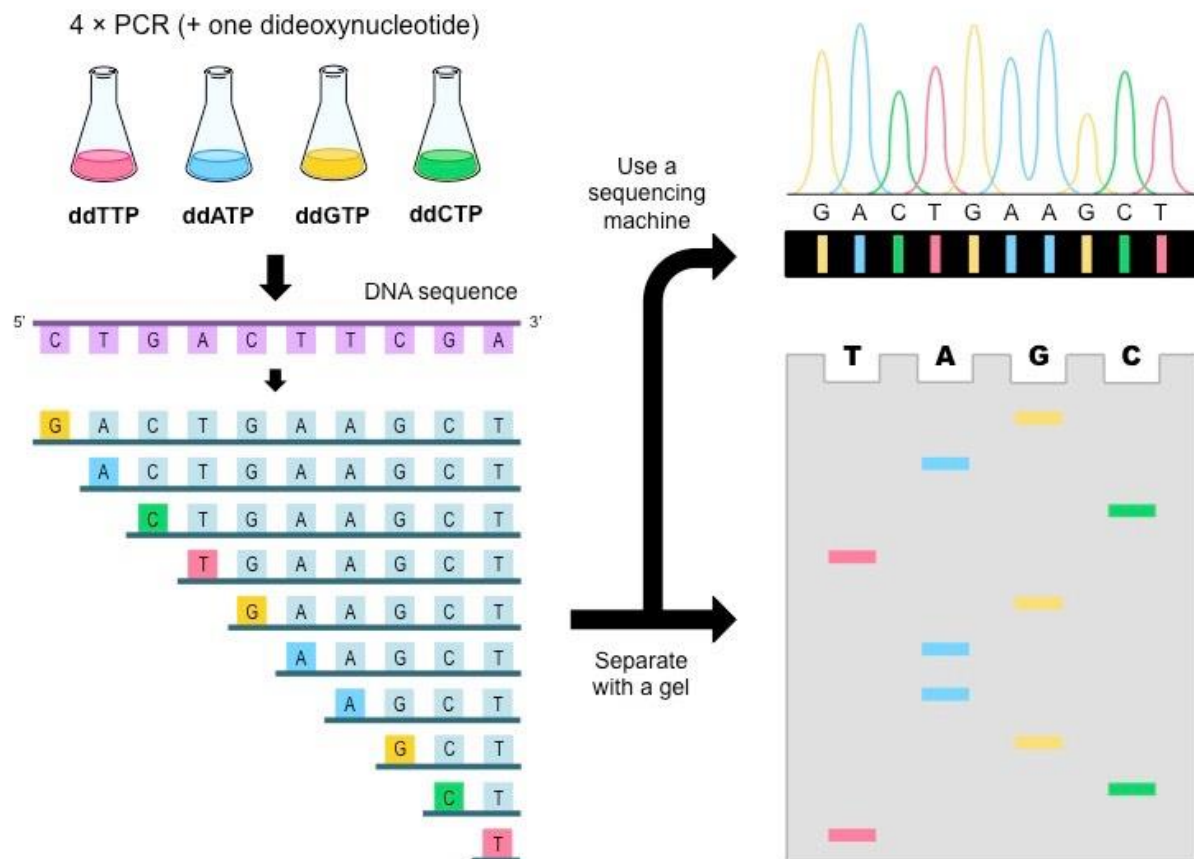 4 × PCR (+ one dideoxynucleotide)
ddTTP ddATP ddGTP ddCTP
DNA sequence
5' 3'
C T G A C T T C G A
G A C T G A A G C T
A C T G A A G C T
C T G A A G C T
T G A A G C T
G A A G C T
A A G C T
A G C T
G C T
C T
T
Use a
sequencing
machine
Separate
with a gel
G A C T G A A G C T
T A G C